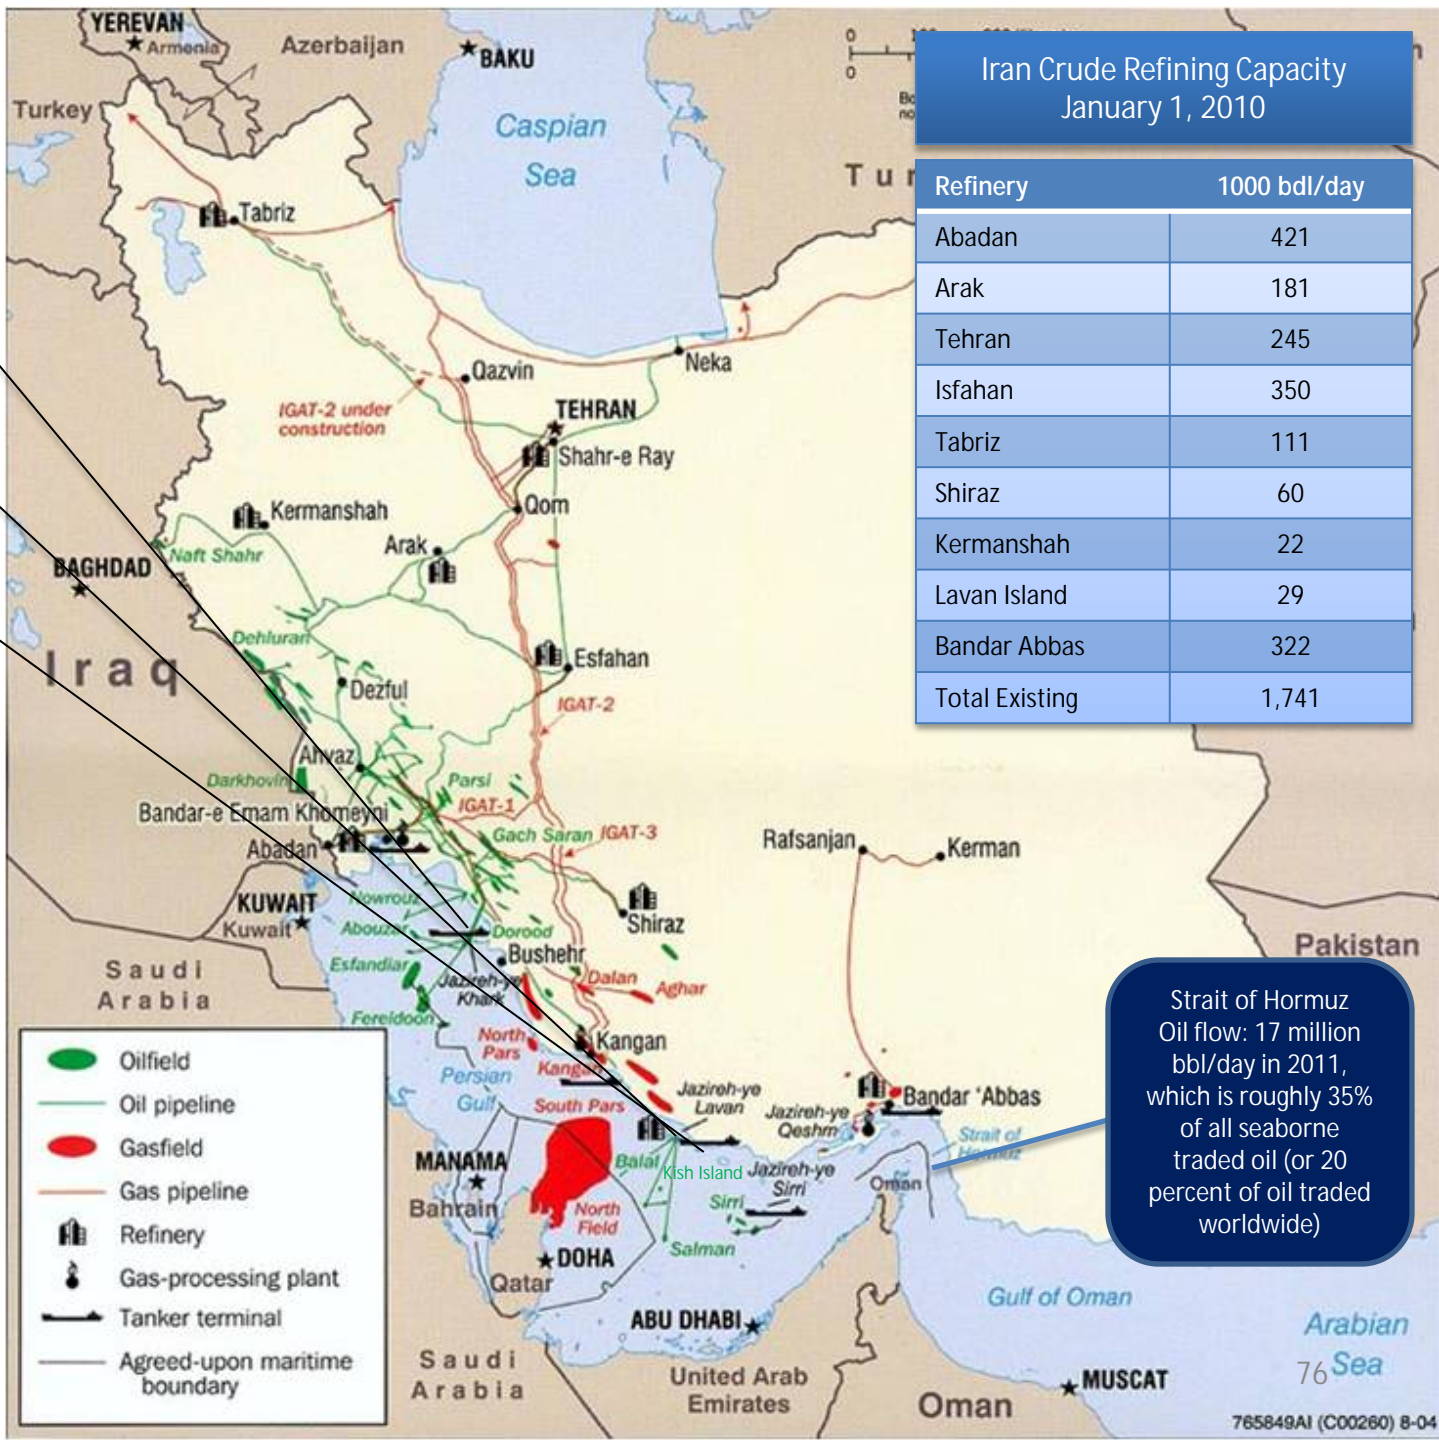 YEREVAN
Armenia
Azerbaijan
BAKU
Turkey
Caspian
Sea
Iran Crude Refining Capacity
January 1, 2010
Refinery 1000 bdl/day
Abadan 421
Arak 181
Tehran 245
Isfahan 350
Tabriz 111
Shiraz 60
Kermanshah 22
Lavan Island 29
Bandar Abbas 322
Total Existing 1,741
0
0
Tabriz
Qazvin
Neka
IGAT-2 under
construction
TEHRAN
Shahr-e Ray
Kermanshah
Qom
Arak
Naft Shahr
BAGHDAD
Iraq
Dehluran
Esfahan
Dezful
IGAT-2
Ahvaz
Darkhovin
Parsi
IGAT-1
Bandar-e Emam Khomeyni
Gach Saran
IGAT-3
Abadan
Rafsanjan
Kerman
KUWAIT
Kuwait
Nowrouz
Abouzar
Dorood
Shiraz
Bushehr
Esfandiar
Jazireh-ye
Khark
Dalan
Aghar
Fereidoon
Saudi
Arabia
Pakistan
North
Pars
Kangan
Kangan
Persian
Gulf
South Pars
Jazireh-ye
Lavan
Jazireh-ye
Qeshm
Bandar 'Abbas
Strait of
Hormuz
Strait of Hormuz
Oil flow: 17 million
bbl/day in 2011,
which is roughly 35%
of all seaborne
traded oil (or 20
percent of oil traded
worldwide)
MANAMA
Bahrain
Balal
Kish Island
Jazireh-ye
Sirri
Oman
Sirri
North
Field
Salman
DOHA
Qatar
ABU DHABI
Gulf of Oman
Arabian
Sea
76
Saudi
Arabia
United Arab
Emirates
Oman
MUSCAT
765849AI (C00260) 8-04
Oilfield
Oil pipeline
Gasfield
Gas pipeline
Refinery
Gas-processing plant
Tanker terminal
Agreed-upon maritime
boundary